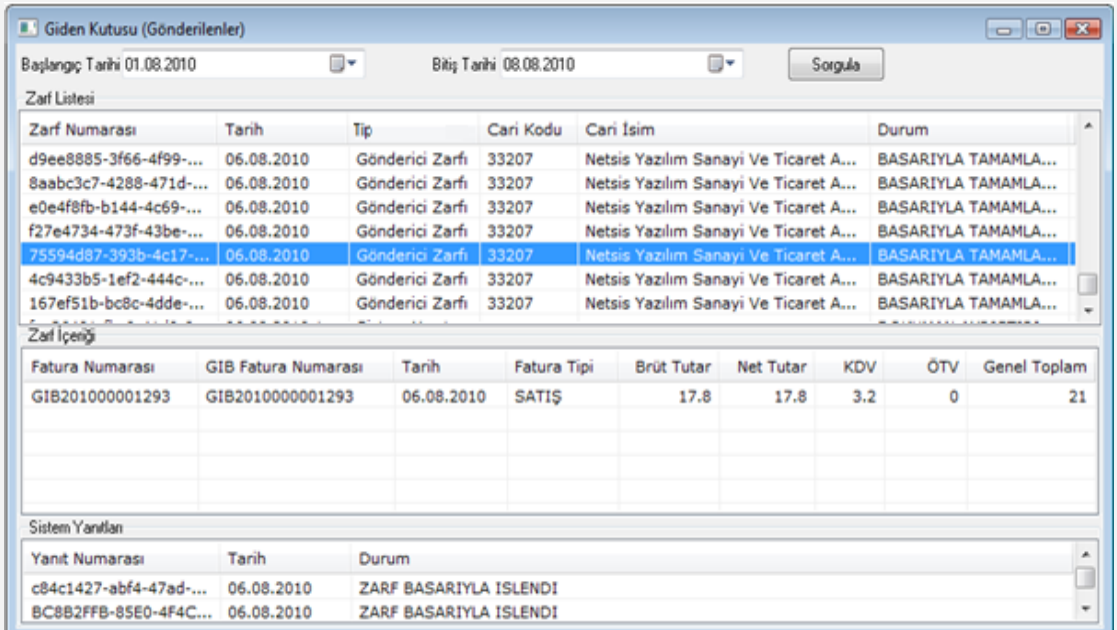 Giden Kutusu (Gönderilenler)
Başlangıç Tarihi 01.08.2010 Bitiş Tarihi 08.08.2010 Sorgula
Zarf Listesi
Zarf Numarası Tarih Tip Cari Kodu Cari İsim Durum
d9ee8885-3f66-4f99-... 06.08.2010 Gönderici Zarfı 33207 Netsis Yazılım Sanayi Ve Ticaret A... BASARIYLA TAMAMLA...
8aabc3c7-4288-471d-... 06.08.2010 Gönderici Zarfı 33207 Netsis Yazılım Sanayi Ve Ticaret A... BASARIYLA TAMAMLA...
e0e4f8fb-b144-4c69-... 06.08.2010 Gönderici Zarfı 33207 Netsis Yazılım Sanayi Ve Ticaret A... BASARIYLA TAMAMLA...
f27e4734-473f-43be-... 06.08.2010 Gönderici Zarfı 33207 Netsis Yazılım Sanayi Ve Ticaret A... BASARIYLA TAMAMLA...
75594d87-393b-4c17-... 06.08.2010 Gönderici Zarfı 33207 Netsis Yazılım Sanayi Ve Ticaret A... BASARIYLA TAMAMLA...
4c9433b5-1ef2-444c-... 06.08.2010 Gönderici Zarfı 33207 Netsis Yazılım Sanayi Ve Ticaret A... BASARIYLA TAMAMLA...
167ef51b-bc8c-4dde-... 06.08.2010 Gönderici Zarfı 33207 Netsis Yazılım Sanayi Ve Ticaret A... BASARIYLA TAMAMLA...
Zarf İçeriği
Fatura Numarası GIB Fatura Numarası Tarih Fatura Tipi Brüt Tutar Net Tutar KDV ÖTV Genel Toplam
GIB201000001293 GIB2010000001293 06.08.2010 SATIŞ 17.8 17.8 3.2 0 21
Sistem Yanıtları
Yanıt Numarası Tarih Durum
c84c1427-abf4-47ad-... 06.08.2010 ZARF BASARIYLA ISLENDI
BC8B2FFB-85E0-4F4C... 06.08.2010 ZARF BASARIYLA ISLENDI